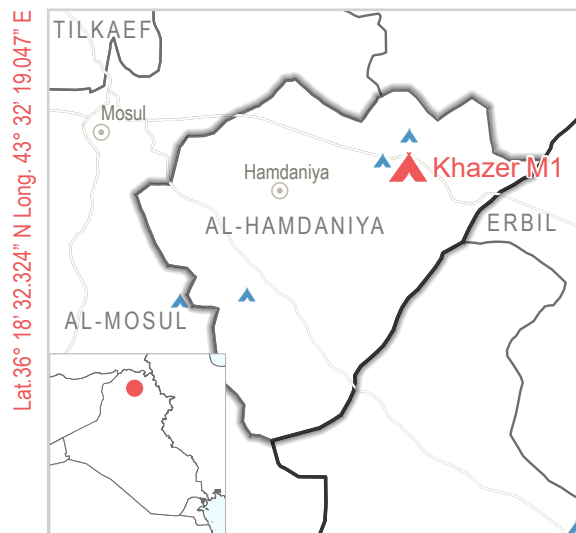 Lat.36° 18' 32.324” N Long. 43° 32’ 19.047” E
TILKAEF
Mosul
Hamdaniya
Khazer M1
AL-HAMDANIYA
ERBIL
AL-MOSUL